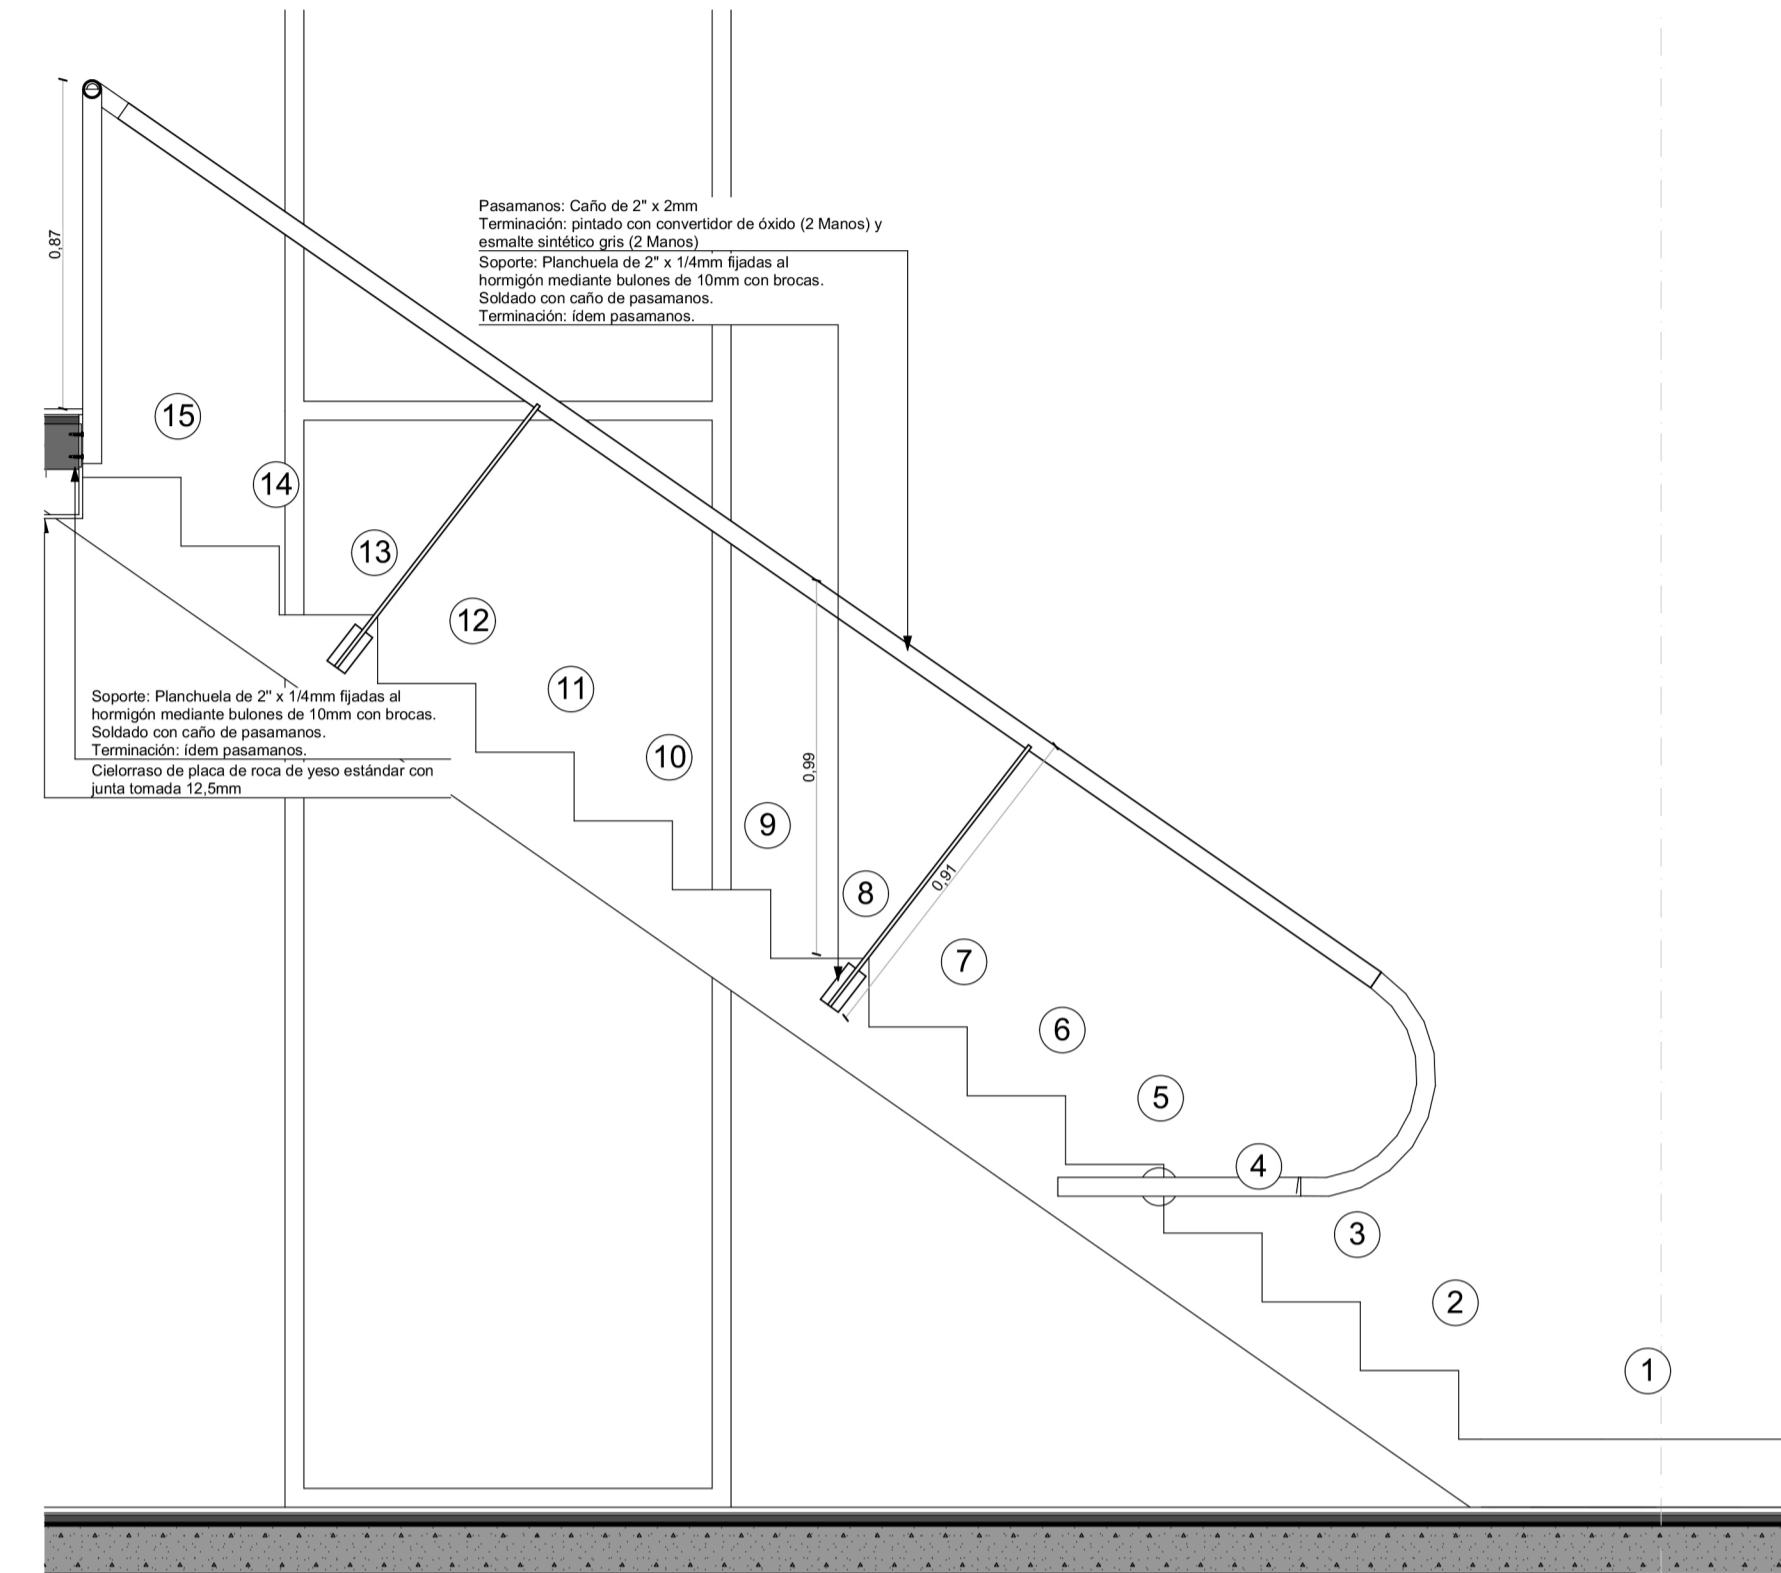 Pasamanos: Caño de 2" x 2mm
Terminación: pintado con convertidor de óxido (2 Manos) y
esmalte sintético gris (2 Manos)
Soporte: Planchuela de 2" x 1/4mm fijadas al
hormigón mediante bulones de 10mm con brocas.
Soldado con caño de pasamanos.
Terminación: ídem pasamanos.
0,87
15
14
13
12
11
10
9
8
7
6
5
4
3
2
1
0,99
0,91
Soporte: Planchuela de 2" x 1/4mm fijadas al
hormigón mediante bulones de 10mm con brocas.
Soldado con caño de pasamanos.
Terminación: ídem pasamanos.
Cielorraso de placa de roca de yeso estándar con
junta tomada 12,5mm